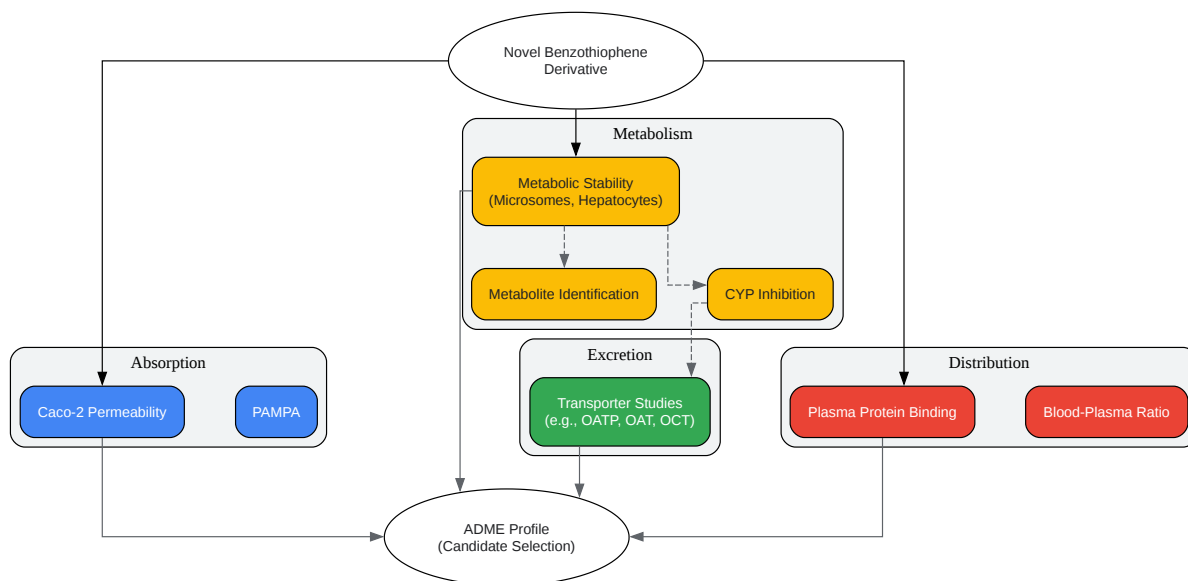 Novel Benzothiophene
Derivative
Metabolism
Metabolic Stability
(Microsomes, Hepatocytes)
Metabolite Identification
CYP Inhibition
Absorption
Caco-2 Permeability
PAMPA
Excretion
Transporter Studies
(e.g., OATP, OAT, OCT)
Distribution
Plasma Protein Binding
Blood-Plasma Ratio
ADME Profile
(Candidate Selection)